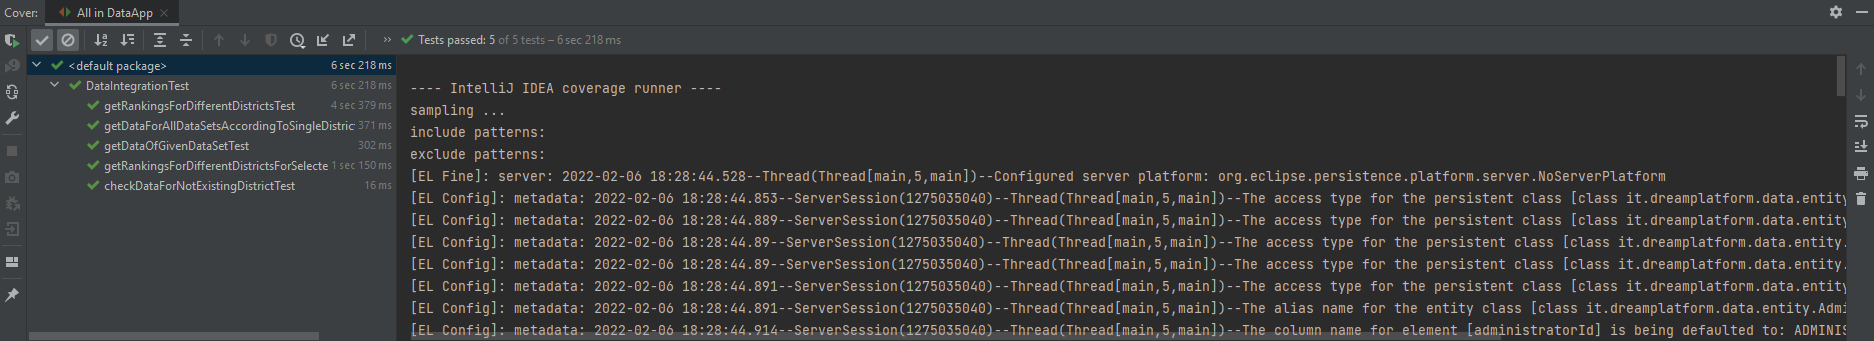 Cover: All in DataApp
Tests passed: 5 of 5 tests – 6 sec 218 ms
<default package> 6 sec 218 ms
DataIntegrationTest 6 sec 218 ms
getRankingsForDifferentDistrictsTest 4 sec 379 ms
getDataForAllDataSetsAccordingToSingleDistric 371 ms
getDataOfGivenDataSetTest 302 ms
getRankingsForDifferentDistrictsForSelecte 1 sec 150 ms
checkDataForNotExistingDistrictTest 16 ms
---- IntelliJ IDEA coverage runner ----
sampling ...
include patterns:
exclude patterns:
[EL Fine]: server: 2022-02-06 18:28:44.528--Thread(Thread[main,5,main])--Configured server platform: org.eclipse.persistence.platform.server.NoServerPlatform
[EL Config]: metadata: 2022-02-06 18:28:44.853--ServerSession(1275035040)--Thread(Thread[main,5,main])--The access type for the persistent class [class it.dreamplatform.data.entity
[EL Config]: metadata: 2022-02-06 18:28:44.889--ServerSession(1275035040)--Thread(Thread[main,5,main])--The access type for the persistent class [class it.dreamplatform.data.entity
[EL Config]: metadata: 2022-02-06 18:28:44.89--ServerSession(1275035040)--Thread(Thread[main,5,main])--The access type for the persistent class [class it.dreamplatform.data.entity.
[EL Config]: metadata: 2022-02-06 18:28:44.89--ServerSession(1275035040)--Thread(Thread[main,5,main])--The access type for the persistent class [class it.dreamplatform.data.entity.
[EL Config]: metadata: 2022-02-06 18:28:44.891--ServerSession(1275035040)--Thread(Thread[main,5,main])--The access type for the persistent class [class it.dreamplatform.data.entity
[EL Config]: metadata: 2022-02-06 18:28:44.891--ServerSession(1275035040)--Thread(Thread[main,5,main])--The alias name for the entity class [class it.dreamplatform.data.entity.Admi
[EL Config]: metadata: 2022-02-06 18:28:44.914--ServerSession(1275035040)--Thread(Thread[main,5,main])--The column name for element [administratorId] is being defaulted to: ADMINIS